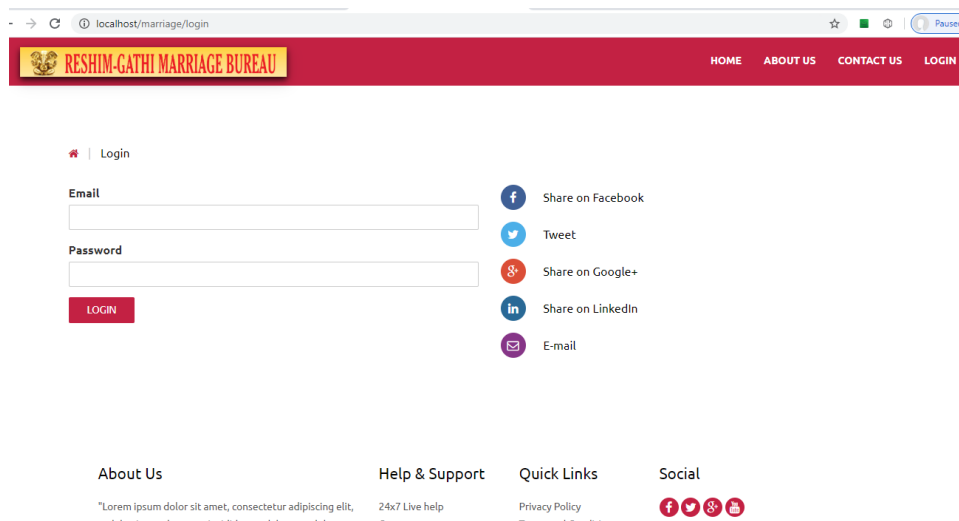 localhost/marriage/login
Paused
RESHIM-GATHI MARRIAGE BUREAU
HOME ABOUT US CONTACT US LOGIN
Login
Email
Password
LOGIN
Share on Facebook
Tweet
Share on Google+
Share on LinkedIn
E-mail
About Us
"Lorem ipsum dolor sit amet, consectetur adipiscing elit,
Help & Support
24x7 Live help
Quick Links
Privacy Policy
Social